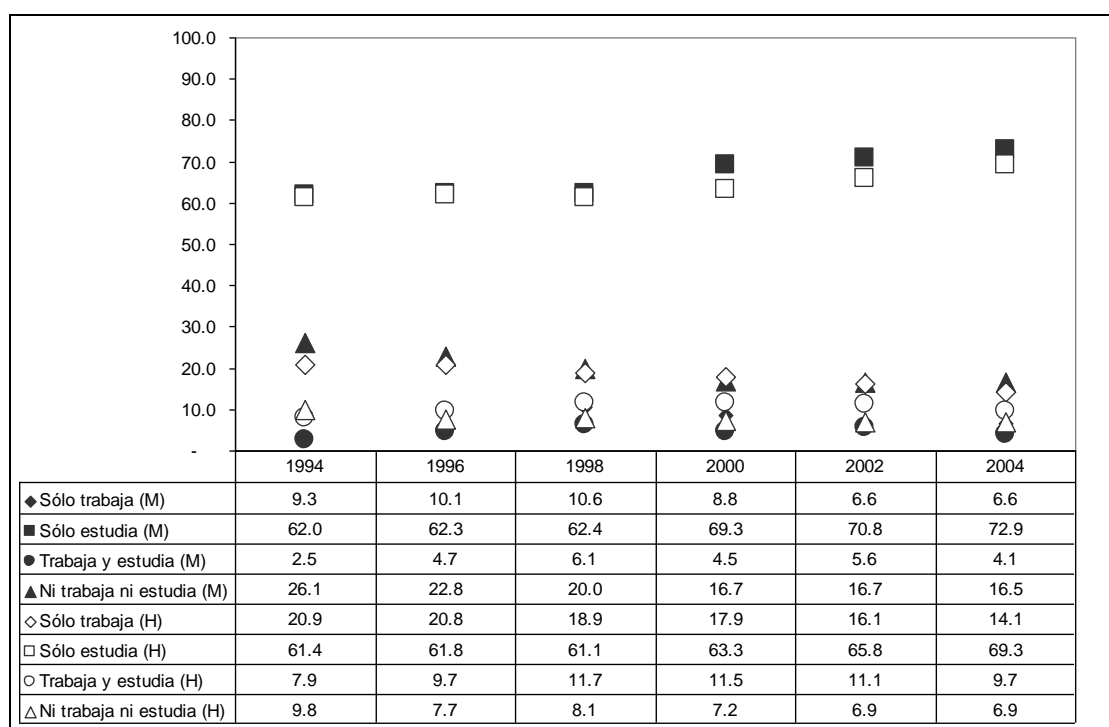 100.0
90.0
80.0
70.0
60.0
50.0
40.0
30.0
20.0
10.0
-
1994 1996 1998 2000 2002 2004
Sólo trabaja (M) 9.3 10.1 10.6 8.8 6.6 6.6
Sólo estudia (M) 62.0 62.3 62.4 69.3 70.8 72.9
Trabaja y estudia (M) 2.5 4.7 6.1 4.5 5.6 4.1
Ni trabaja ni estudia (M) 26.1 22.8 20.0 16.7 16.7 16.5
Sólo trabaja (H) 20.9 20.8 18.9 17.9 16.1 14.1
Sólo estudia (H) 61.4 61.8 61.1 63.3 65.8 69.3
Trabaja y estudia (H) 7.9 9.7 11.7 11.5 11.1 9.7
Ni trabaja ni estudia (H) 9.8 7.7 8.1 7.2 6.9 6.9